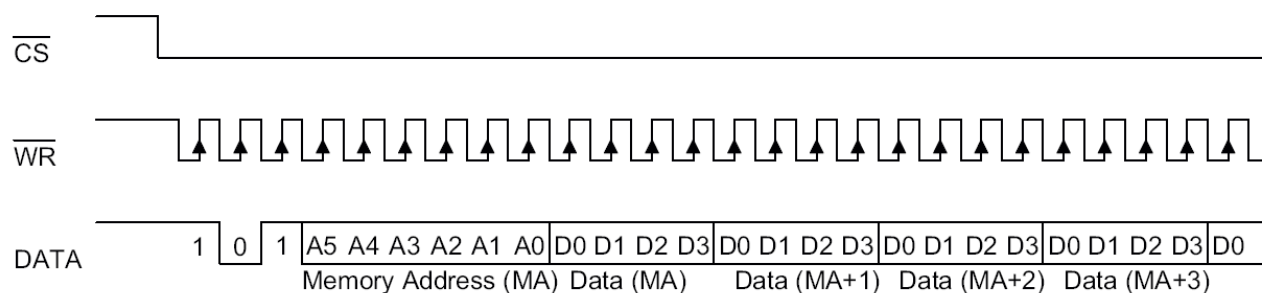 CS
WR
DATA 1 0 1 A5 A4 A3 A2 A1 A0 D0 D1 D2 D3 D0 D1 D2 D3 D0 D1 D2 D3 D0 D1 D2 D3 D0
Memory Address (MA) Data (MA) Data (MA+1) Data (MA+2) Data (MA+3)